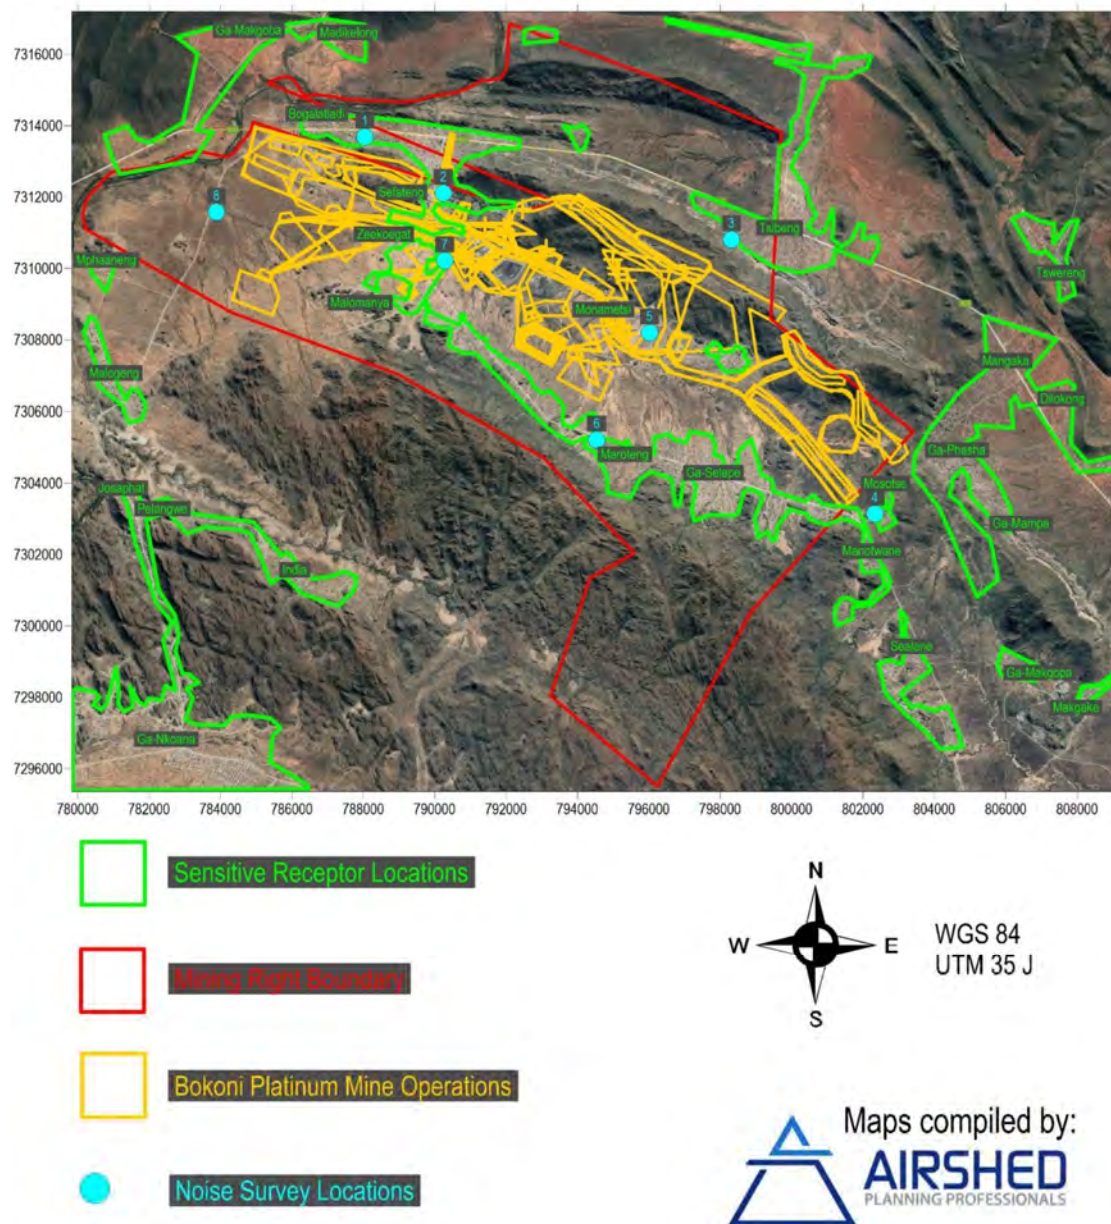 7316000
7314000
7312000
7310000
7308000
7306000
7304000
7302000
7300000
7298000
7296000
Ga-Makgoba
Madikelong
1
2
8
Sefateng
Zeekoegat
7
3
Tsibeng
Mphaaneng
Malomanya
Monametsi
5
Tswereng
Malogeng
Mangaka
Dilokong
6
Maroteng
Ga-Selepe
Ga-Phasha
Mosotse
4
Ga-Mampa
Manotwane
Josaphat
Pelangwe
India
Sealane
Ga-Makgopa
Makgake
Ga-Nkoana
780000 782000 784000 786000 788000 790000 792000 794000 796000 798000 800000 802000 804000 806000 808000
Sensitive Receptor Locations
Mining Right Boundary
Bokoni Platinum Mine Operations
Noise Survey Locations
N
W
E
S
WGS 84
UTM 35 J
Maps compiled by:
AIRSHED
PLANNING PROFESSIONALS